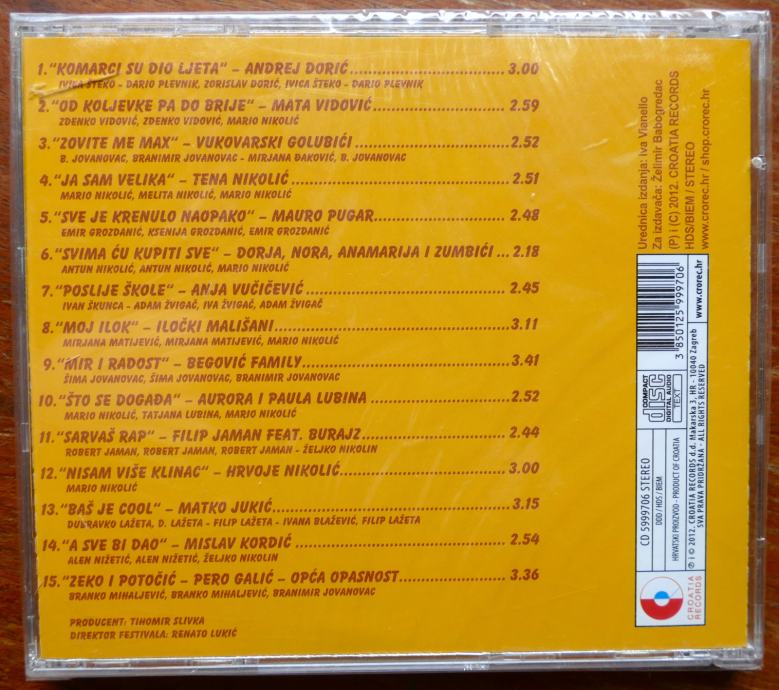 1."KOMARCI SU DIO LJETA" – ANDREJ DORIĆ........................ 3.00
IVICA ŠTEKO - DARIO PLEVNIK, ZORISLAV DORIĆ, IVICA ŠTEKO - DARIO PLEVNIK
2."OD KOLJEVKE PA DO BRIJE" – MATA VIDOVIĆ.................... 2.59
ZDENKO VIDOVIĆ, ZDENKO VIDOVIĆ, MARIO NIKOLIĆ
3."ZOVITE ME MAX" – VUKOVARSKI GOLUBIĆI....................... 2.52
B. JOVANOVAC, BRANIMIR JOVANOVAC - MIRJANA ĐAKOVIĆ, B. JOVANOVAC
4."JA SAM VELIKA" – TENA NIKOLIĆ.................................. 2.51
MARIO NIKOLIĆ, MELITA NIKOLIĆ, MARIO NIKOLIĆ
5."SVE JE KRENULO NAOPAKO" – MAURO PUGAR................... 2.48
EMIR GROZDANIĆ, KSENIJA GROZDANIĆ, EMIR GROZDANIĆ
6."SVIMA ĆU KUPITI SVE" – DORJA, NORA, ANAMARIJA I ZUMBIĆI ... 2.18
ANTUN NIKOLIĆ, ANTUN NIKOLIĆ, MARIO NIKOLIĆ
7."POSLIJE ŠKOLE" – ANJA VUČIČEVIĆ............................. 2.45
IVAN ŠKUNCA - ADAM ŽVIGAČ, IVA ŽVIGAČ, ADAM ŽVIGAČ
8."MOJ ILOK" – ILOČKI MALIŠANI................................... 3.11
MIRJANA MATIJEVIĆ, MIRJANA MATIJEVIĆ, MARIO NIKOLIĆ
9."MIR I RADOST" – BEGOVIĆ FAMILY............................... 3.41
ŠIMA JOVANOVAC, ŠIMA JOVANOVAC, BRANIMIR JOVANOVAC
10."ŠTO SE DOGAĐA" – AURORA I PAULA LUBINA ..................... 2.52
MARIO NIKOLIĆ, TATJANA LUBINA, MARIO NIKOLIĆ
11."SARVAŠ RAP" – FILIP JAMAN FEAT. BURAJZ..................... 2.44
ROBERT JAMAN, ROBERT JAMAN, ROBERT JAMAN - ŽELJKO NIKOLIN
12."NISAM VIŠE KLINAC" – HRVOJE NIKOLIĆ......................... 3.00
MARIO NIKOLIĆ
13."BAŠ JE COOL" – MATKO JUKIĆ................................... 3.15
DUBRAVKO LAŽETA, D. LAŽETA - FILIP LAŽETA - IVANA BLAŽEVIĆ, FILIP LAŽETA
14."A SVE BI DAO" – MISLAV KORDIĆ ................................ 2.54
ALEN NIŽETIĆ, ALEN NIŽETIĆ, ŽELJKO NIKOLIN
15."ZEKO I POTOČIĆ - PERO GALIĆ – OPĆA OPASNOST................ 3.36
BRANKO MIHALJEVIĆ, BRANKO MIHALJEVIĆ, BRANIMIR JOVANOVAC
PRODUCENT: TIHOMIR SLIVKA
DIREKTOR FESTIVALA: RENATO LUKIĆ
Urednica izdanja: Iva Vianello
Za izdavača: Želimir Babogredac
(P) i (C) 2012. CROATIA RECORDS
HDS/BIEM / STEREO
www.crorec.hr / shop.crorec.hr
3 850125 999706
www.crorec.hr
COMPACT
disc
DIGITAL AUDIO
TEXT
CD 5999706 STEREO
DDD / HDS / BIEM
HRVATSKI PROIZVOD - PRODUCT OF CROATIA
℗ i © 2012. CROATIA RECORDS d.d. Makarska 3, HR - 10040 Zagreb
SVA PRAVA PRIDRŽANA - ALL RIGHTS RESERVED
CROATIA
RECORDS